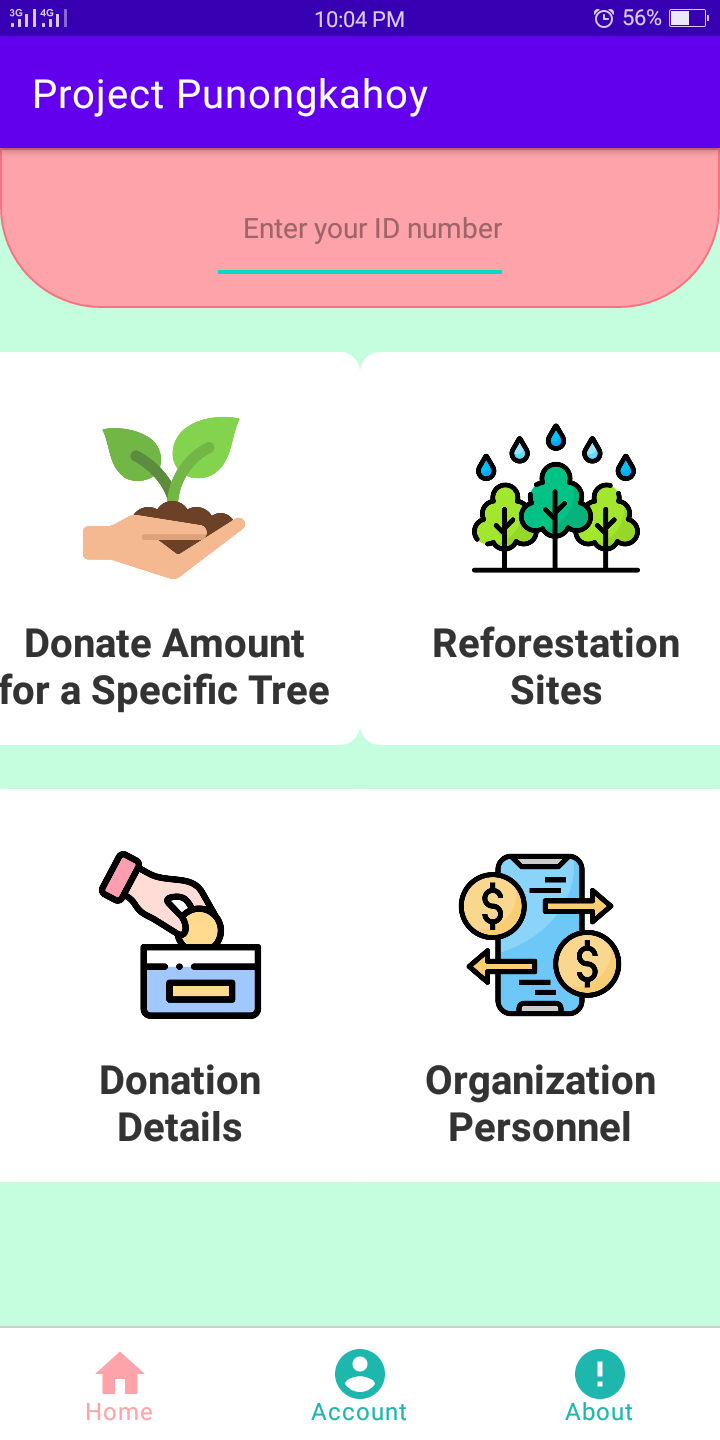 3G 4G 10:04 PM 56%
Project Punongkahoy
Enter your ID number
Donate Amount
for a Specific Tree
Reforestation
Sites
$
$
Donation
Details
Organization
Personnel
Home Account About